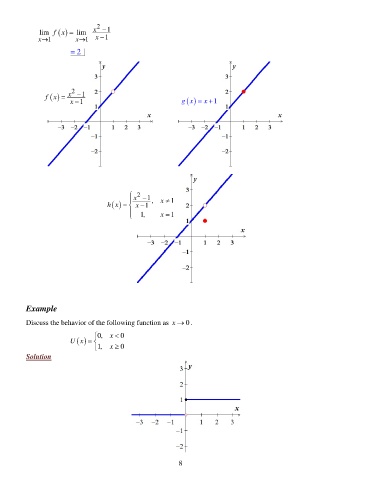 lim x→1 f(x) = lim x→1 x² − 1 / x − 1
= 2
f(x) = x² − 1 / x − 1
y
3
2
1
x
−3 −2 −1 1 2 3
−1
−2
g(x) = x + 1
y
3
2
1
x
−3 −2 −1 1 2 3
−1
−2
h(x) = { x² − 1 / x − 1, x ≠ 1
1, x = 1
y
3
2
1
x
−3 −2 −1 1 2 3
−1
−2
Example
Discuss the behavior of the following function as x → 0.
U(x) = { 0, x < 0
1, x ≥ 0
Solution
y
3
2
1
x
−3 −2 −1 1 2 3
−1
−2
8